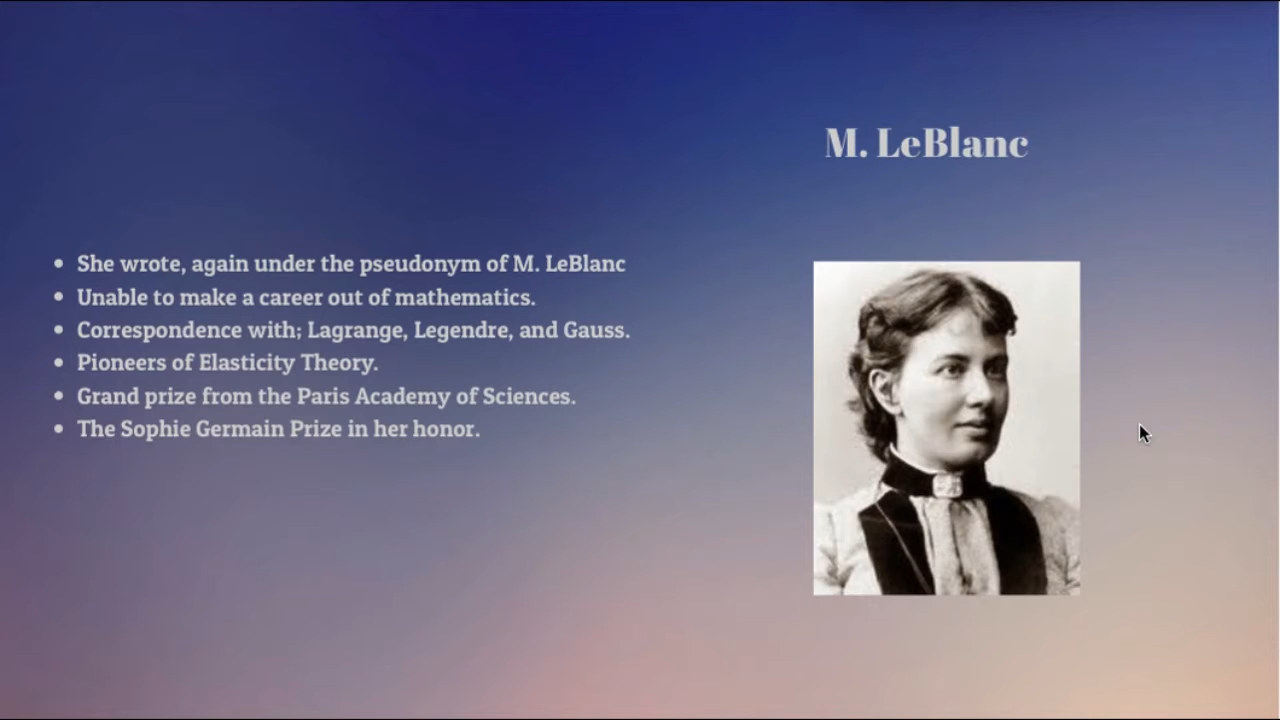 M. LeBlanc
She wrote, again under the pseudonym of M. LeBlanc
Unable to make a career out of mathematics.
Correspondence with; Lagrange, Legendre, and Gauss.
Pioneers of Elasticity Theory.
Grand prize from the Paris Academy of Sciences.
The Sophie Germain Prize in her honor.